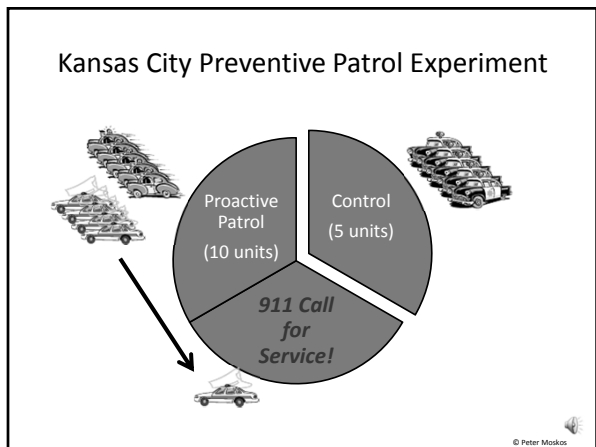 Kansas City Preventive Patrol Experiment
Proactive
Patrol
(10 units)
Control
(5 units)
911 Call
for
Service!
© Peter Moskos